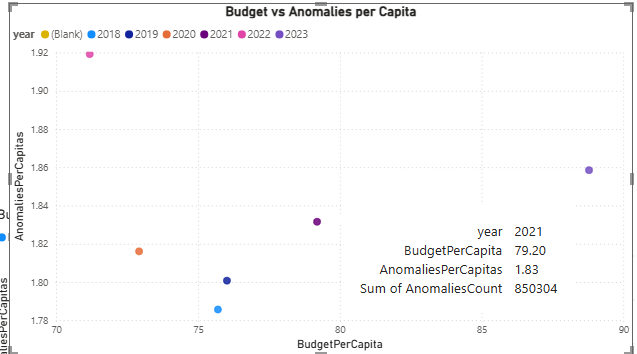 Budget vs Anomalies per Capita
year (Blank) 2018 2019 2020 2021 2022 2023
AnomaliesPerCapitas
1.92
1.90
1.88
1.86
1.84
1.82
1.80
1.78
70 75 80 85 90
BudgetPerCapita
year 2021
BudgetPerCapita 79.20
AnomaliesPerCapitas 1.83
Sum of AnomaliesCount 850304